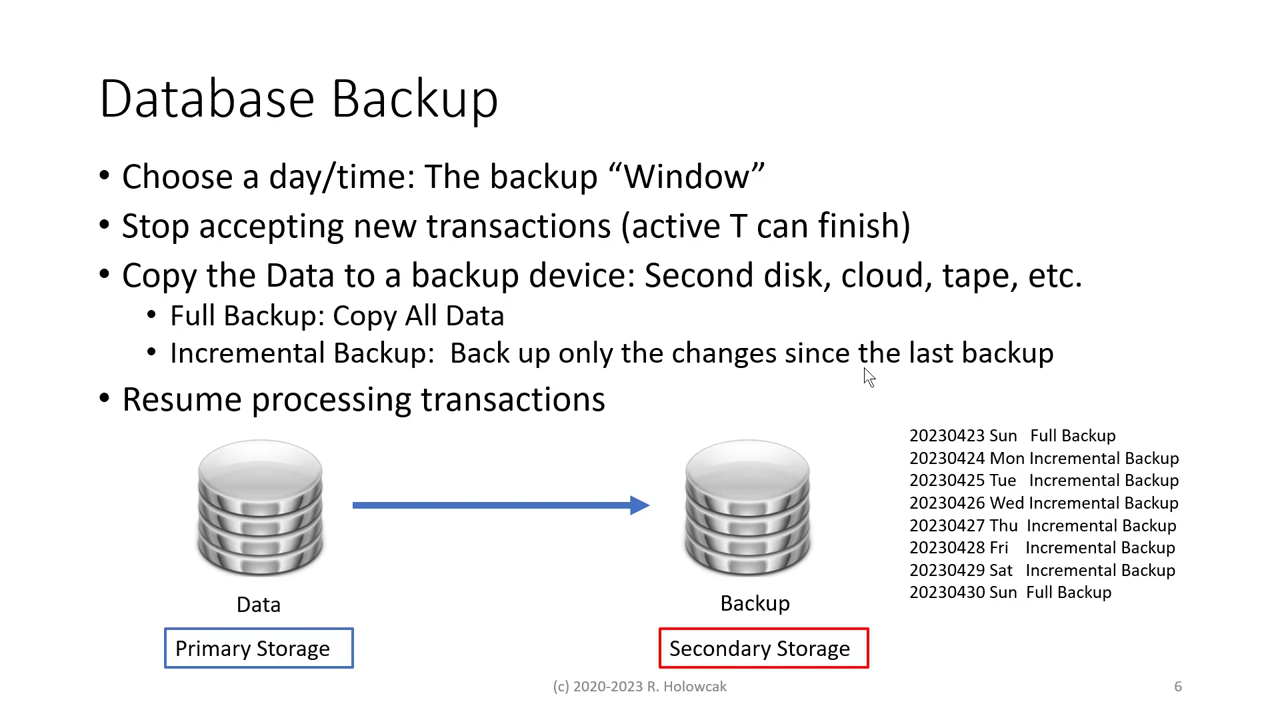 Database Backup
• Choose a day/time: The backup “Window”
• Stop accepting new transactions (active T can finish)
• Copy the Data to a backup device: Second disk, cloud, tape, etc.
• Full Backup: Copy All Data
• Incremental Backup:  Back up only the changes since the last backup
• Resume processing transactions
20230423 Sun   Full Backup
20230424 Mon Incremental Backup
20230425 Tue   Incremental Backup
20230426 Wed Incremental Backup
20230427 Thu  Incremental Backup
20230428 Fri    Incremental Backup
20230429 Sat   Incremental Backup
20230430 Sun  Full Backup
Data
Backup
Primary Storage
Secondary Storage
(c) 2020-2023 R. Holowcak
6